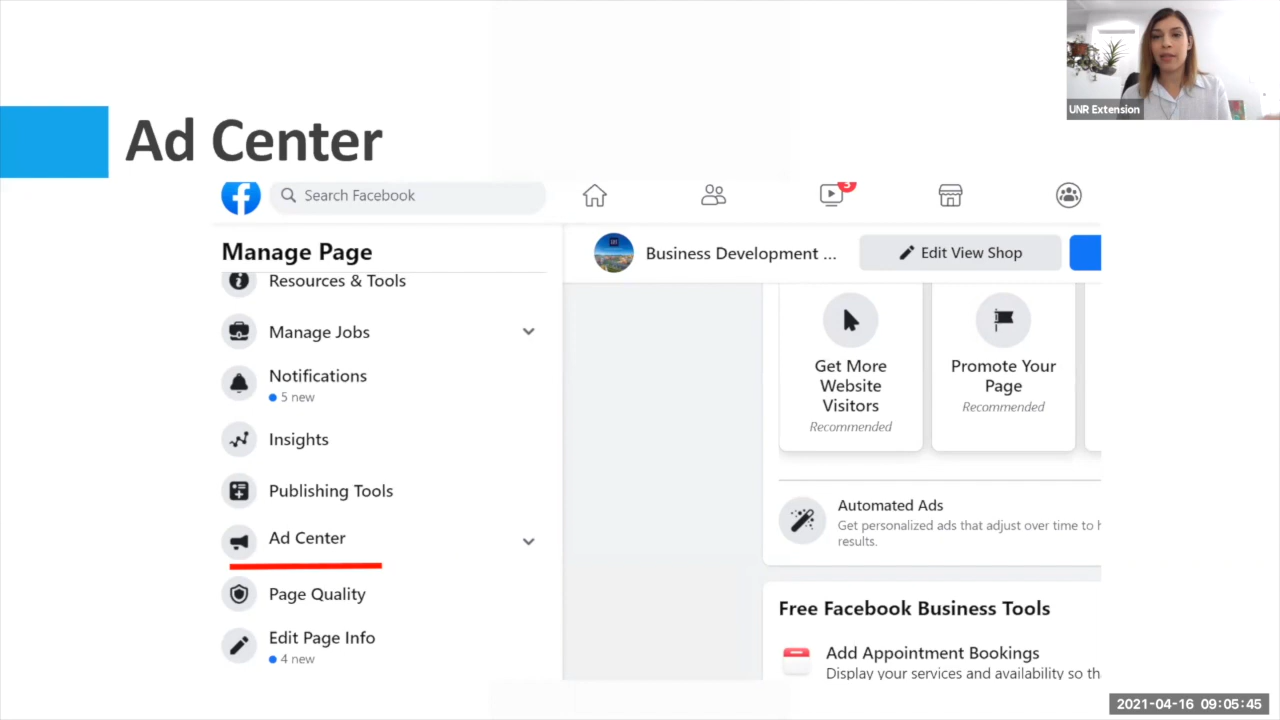 UNR Extension
Ad Center
Search Facebook
3
Manage Page
Resources & Tools
Manage Jobs
Notifications
5 new
Insights
Publishing Tools
Ad Center
Page Quality
Edit Page Info
4 new
Business Development ...
Edit View Shop
Get More
Website
Visitors
Recommended
Promote Your
Page
Recommended
Automated Ads
Get personalized ads that adjust over time to h
results.
Free Facebook Business Tools
Add Appointment Bookings
Display your services and availability so th
2021-04-16 09:05:45